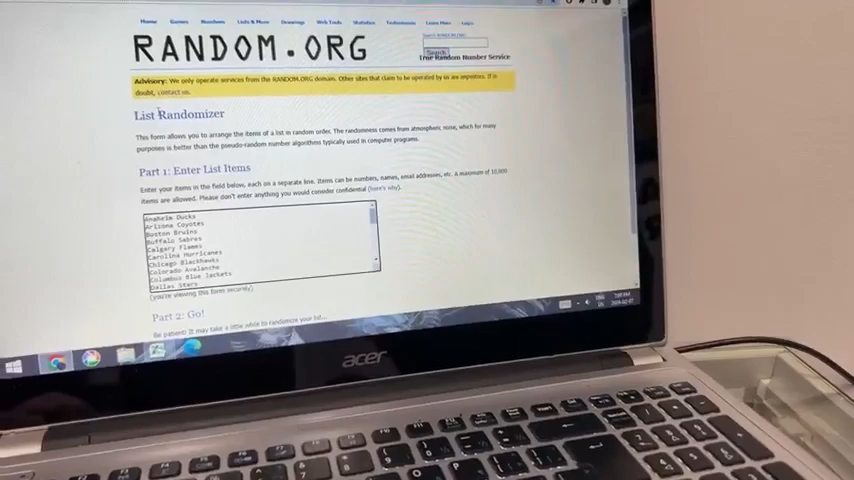 Home Games Numbers Lists & More Drawings Web Tools Statistics Testimonials Learn More Login
RANDOM.ORG
Search RANDOM.ORG
Search
True Random Number Service
Advisory: We only operate services from the RANDOM.ORG domain. Other sites that claim to be operated by us are impostors. If in
doubt, contact us.
List Randomizer
This form allows you to arrange the items of a list in random order. The randomness comes from atmospheric noise, which for many
purposes is better than the pseudo-random number algorithms typically used in computer programs.
Part 1: Enter List Items
Enter your items in the field below, each on a separate line. Items can be numbers, names, email addresses, etc. A maximum of 10,000
items are allowed. Please don't enter anything you would consider confidential (here's why).
Anaheim Ducks
Arizona Coyotes
Boston Bruins
Buffalo Sabres
Calgary Flames
Carolina Hurricanes
Chicago Blackhawks
Colorado Avalanche
Columbus Blue Jackets
Dallas Stars
(you're viewing this form securely)
Part 2: Go!
Be patient! It may take a little while to randomize your list...
acer